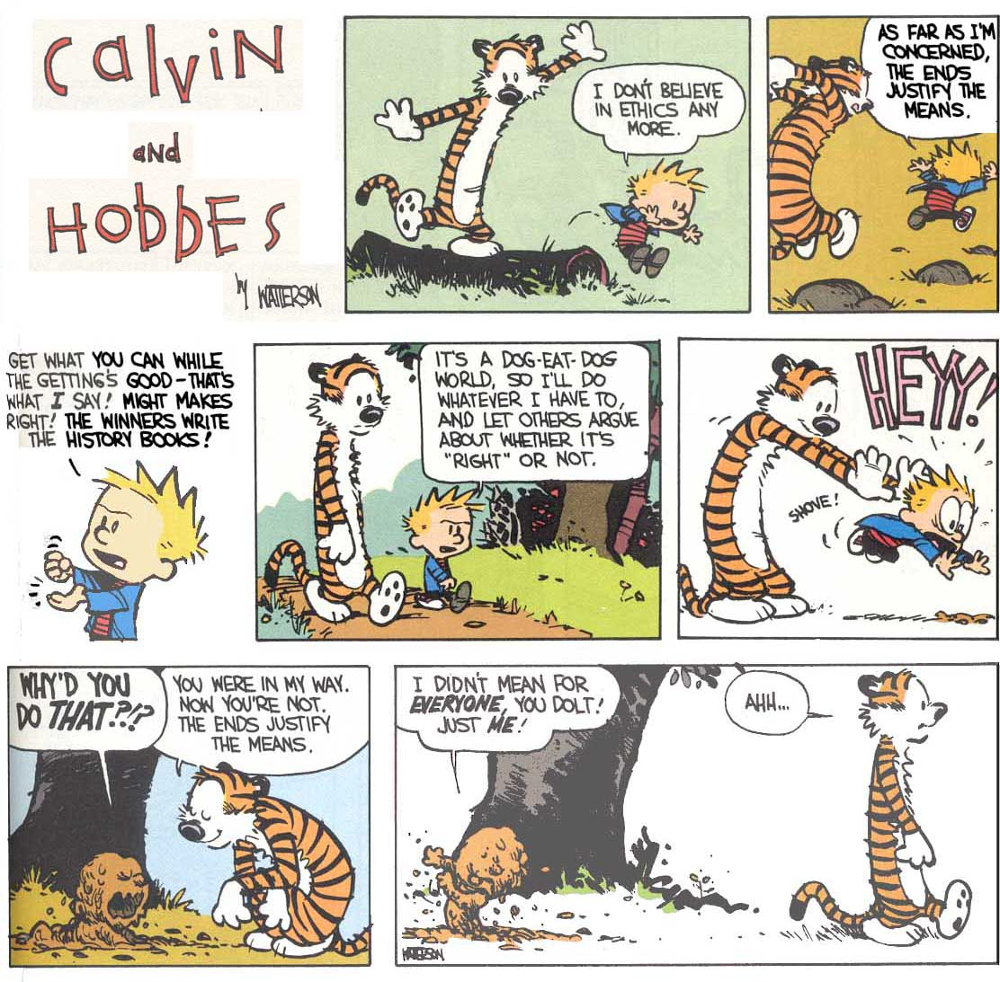 Calvin
and
HOBBES
by WATTERSON
I DON'T BELIEVE
IN ETHICS ANY
MORE.
AS FAR AS I'M
CONCERNED,
THE ENDS
JUSTIFY THE
MEANS.
GET WHAT YOU CAN WHILE
THE GETTING'S GOOD-THAT'S
WHAT I SAY! MIGHT MAKES
RIGHT! THE WINNERS WRITE
THE HISTORY BOOKS!
IT'S A DOG-EAT-DOG
WORLD, SO I'LL DO
WHATEVER I HAVE TO,
AND LET OTHERS ARGUE
ABOUT WHETHER IT'S
"RIGHT" OR NOT.
HEYY!
SHOVE!
WHY'D YOU
DO THAT?!?
YOU WERE IN MY WAY.
NOW YOU'RE NOT.
THE ENDS JUSTIFY
THE MEANS.
I DIDN'T MEAN FOR
EVERYONE, YOU DOLT!
JUST ME!
AHH...
WATTERSON